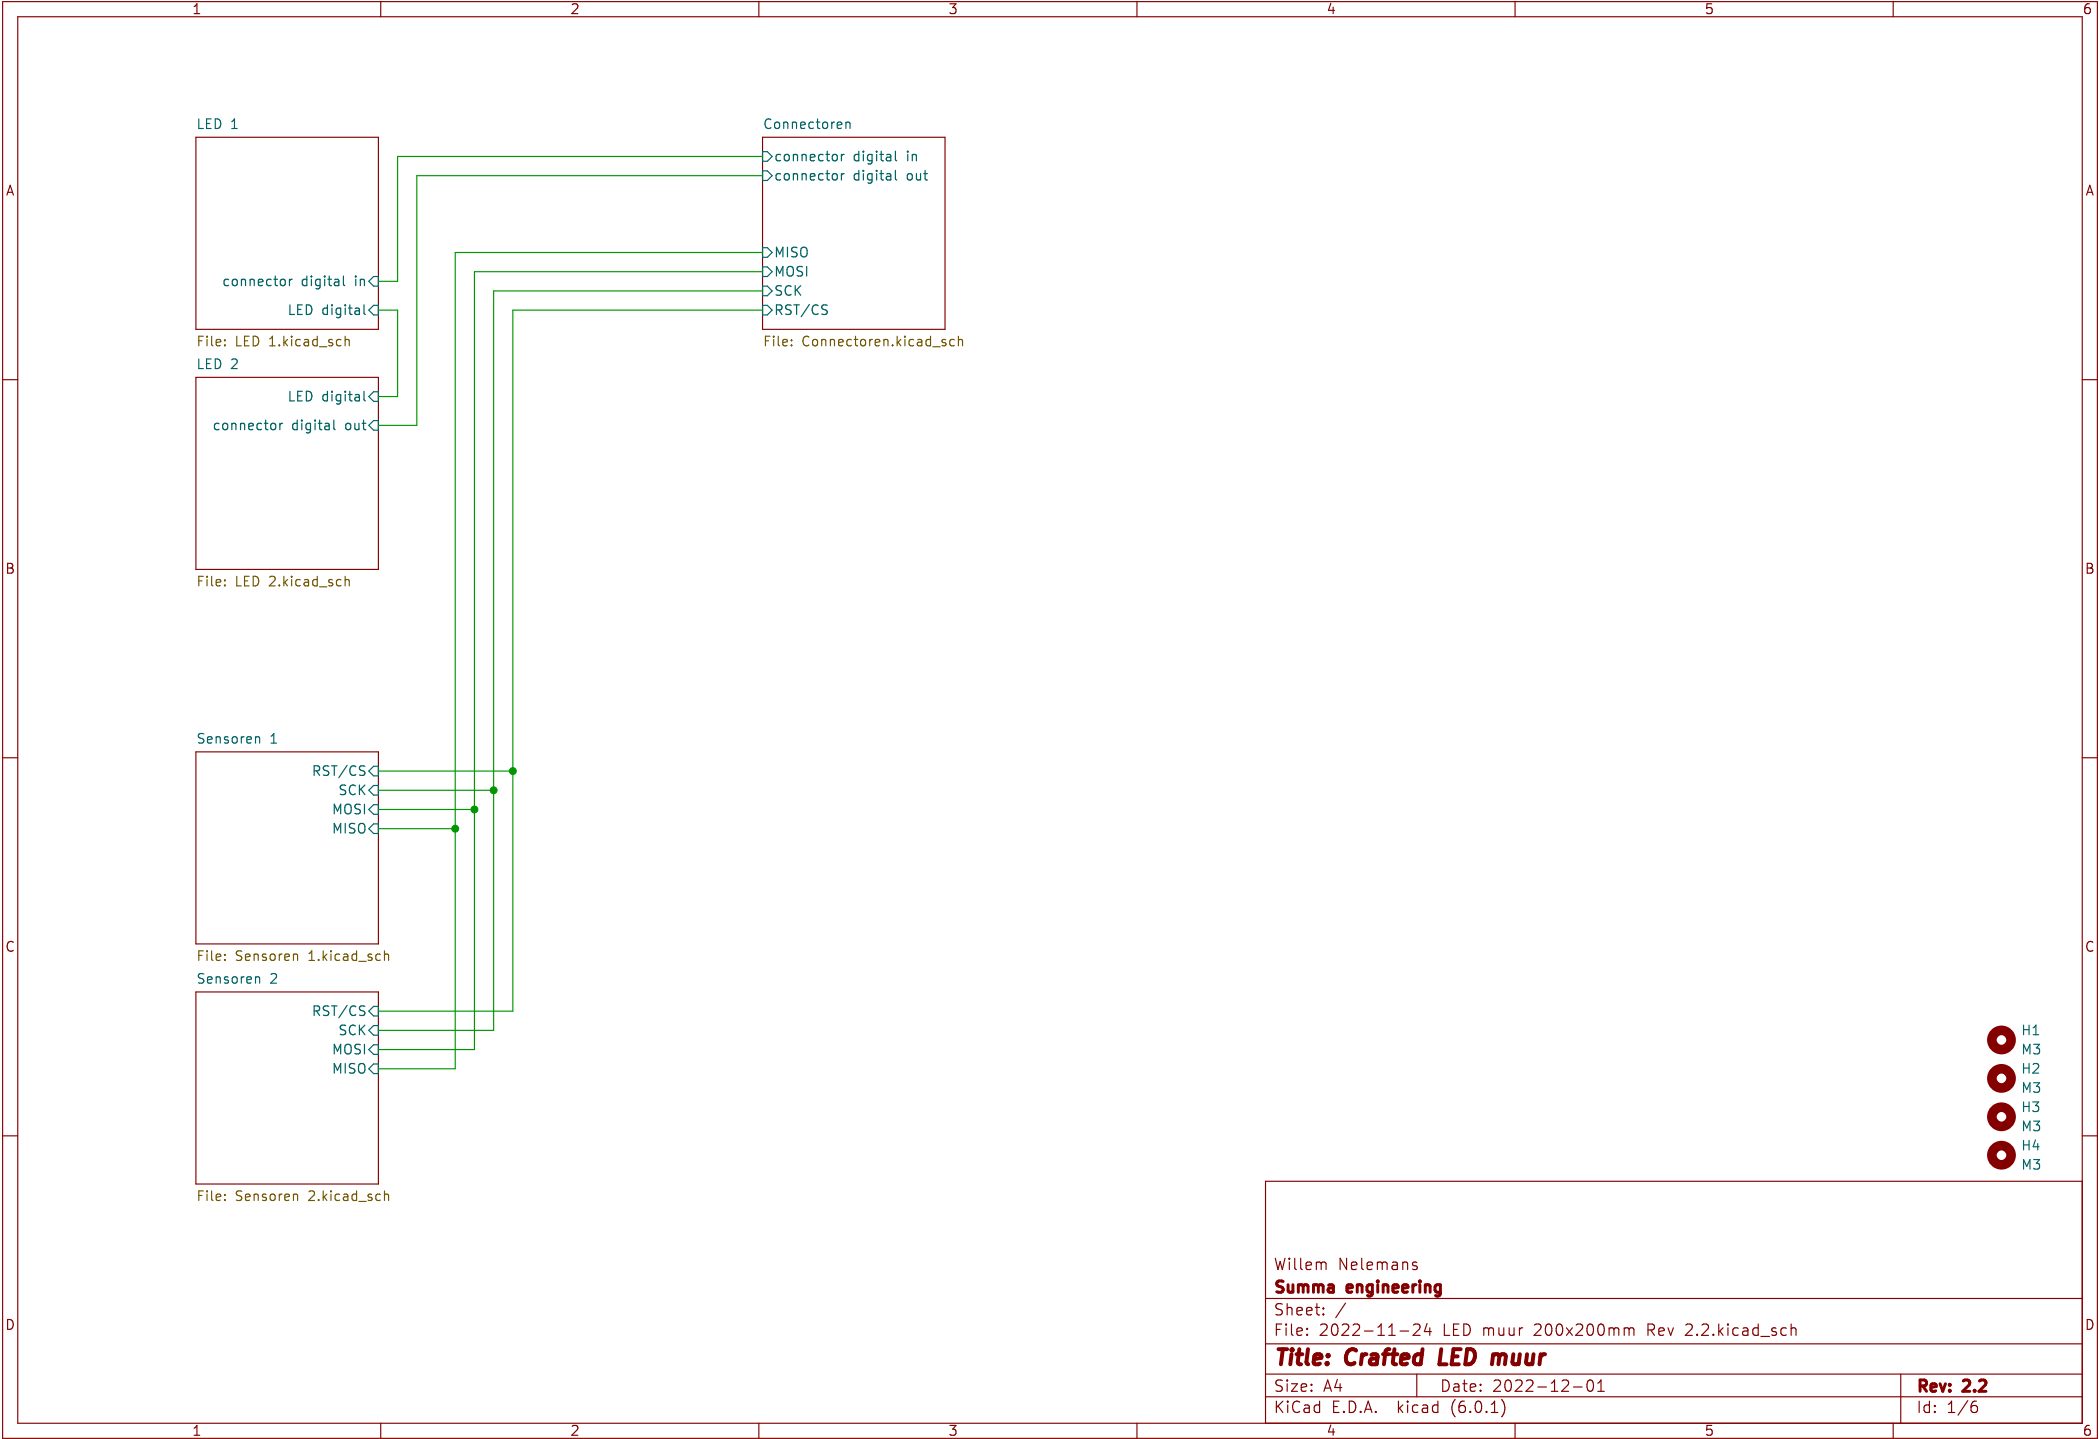 1 2 3 4 5 6
A A
B B
C C
D D
LED 1
connector digital in
LED digital
File: LED 1.kicad_sch
LED 2
LED digital
connector digital out
File: LED 2.kicad_sch
Connectoren
connector digital in
connector digital out
MISO
MOSI
SCK
RST/CS
File: Connectoren.kicad_sch
Sensoren 1
RST/CS
SCK
MOSI
MISO
File: Sensoren 1.kicad_sch
Sensoren 2
RST/CS
SCK
MOSI
MISO
File: Sensoren 2.kicad_sch
H1
M3
H2
M3
H3
M3
H4
M3
Willem Nelemans
Summa engineering
Sheet: /
File: 2022-11-24 LED muur 200x200mm Rev 2.2.kicad_sch
Title: Crafted LED muur
Size: A4 Date: 2022-12-01 Rev: 2.2
KiCad E.D.A. kicad (6.0.1) Id: 1/6
1 2 3 4 5 6